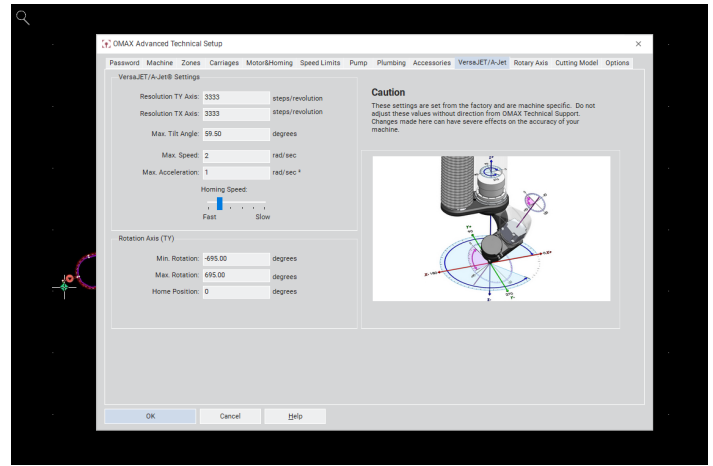 OMAX Advanced Technical Setup
Password Machine Zones Carriages Motor&Homing Speed Limits Pump Plumbing Accessories VersaJET/A-Jet Rotary Axis Cutting Model Options
VersaJET/A-Jet® Settings
Resolution TY Axis: 3333 steps/revolution
Resolution TX Axis: 3333 steps/revolution
Max. Tilt Angle: 59.50 degrees
Max. Speed: 2 rad/sec
Max. Acceleration: 1 rad/sec ²
Homing Speed:
Fast Slow
Rotation Axis (TY)
Min. Rotation: -695.00 degrees
Max. Rotation: 695.00 degrees
Home Position: 0 degrees
Caution
These settings are set from the factory and are machine specific. Do not
adjust these values without direction from OMAX Technical Support.
Changes made here can have severe effects on the accuracy of your
machine.
OK Cancel Help